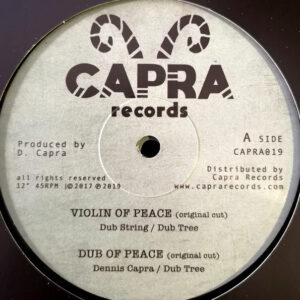 CAPRA
records
Produced by
D. Capra
A SIDE
CAPRA019
all rights reserved
12" 45RPM |©2017 ℗2019
Distributed by
Capra Records
www.caprarecords.com
VIOLIN OF PEACE (original cut)
Dub String / Dub Tree
DUB OF PEACE (original cut)
Dennis Capra / Dub Tree